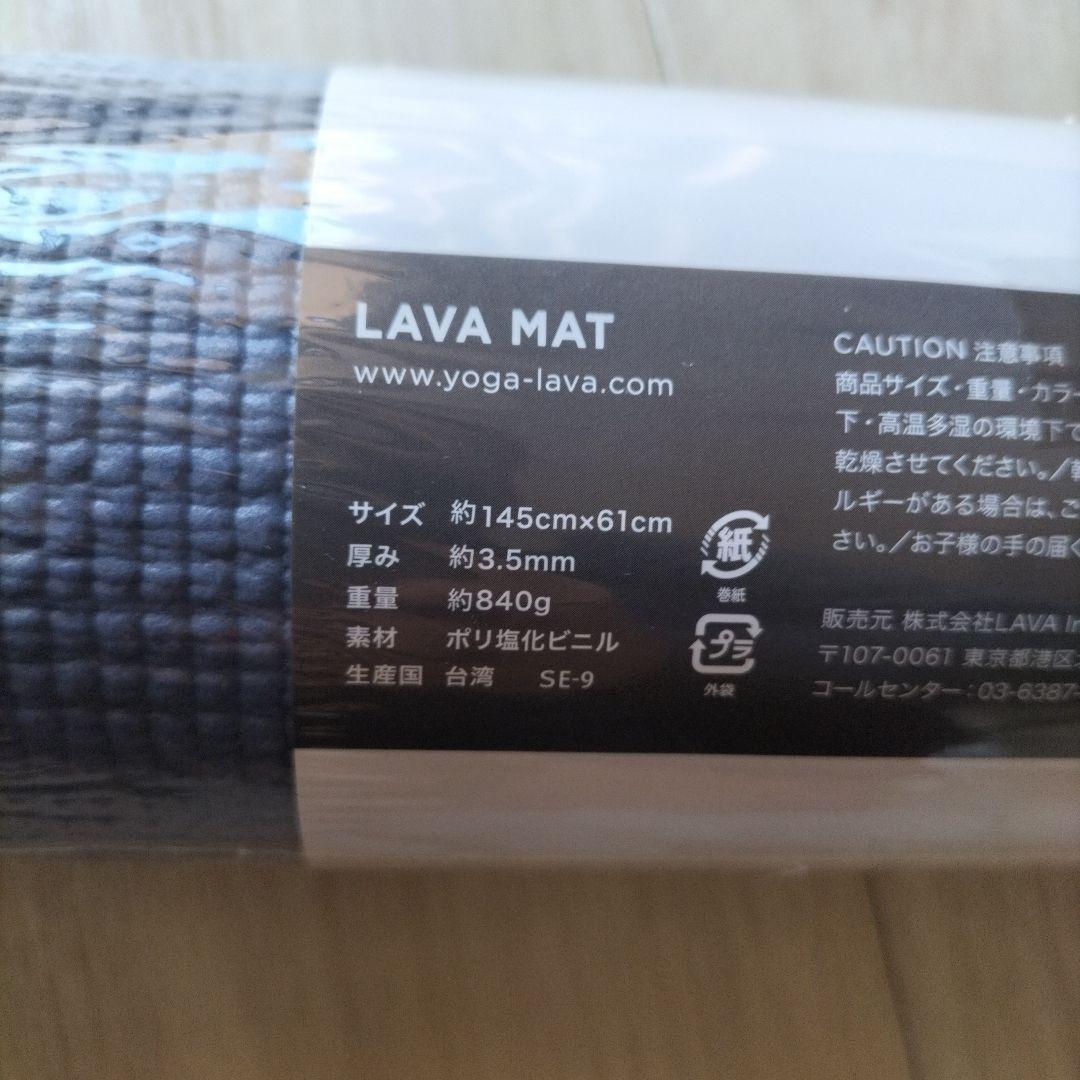 LAVA MAT
www.yoga-lava.com
サイズ 約145cm×61cm
厚み 約3.5mm
重量 約840g
素材 ポリ塩化ビニル
生産国 台湾 SE-9
紙
巻紙
プラ
外袋
CAUTION 注意事項
商品サイズ・重量・カラー
下・高温多湿の環境下で
乾燥させてください。／
ルギーがある場合は、ご
さい。／お子様の手の届く
販売元 株式会社LAVA In
〒107-0061 東京都港区
コールセンター：03-6387-